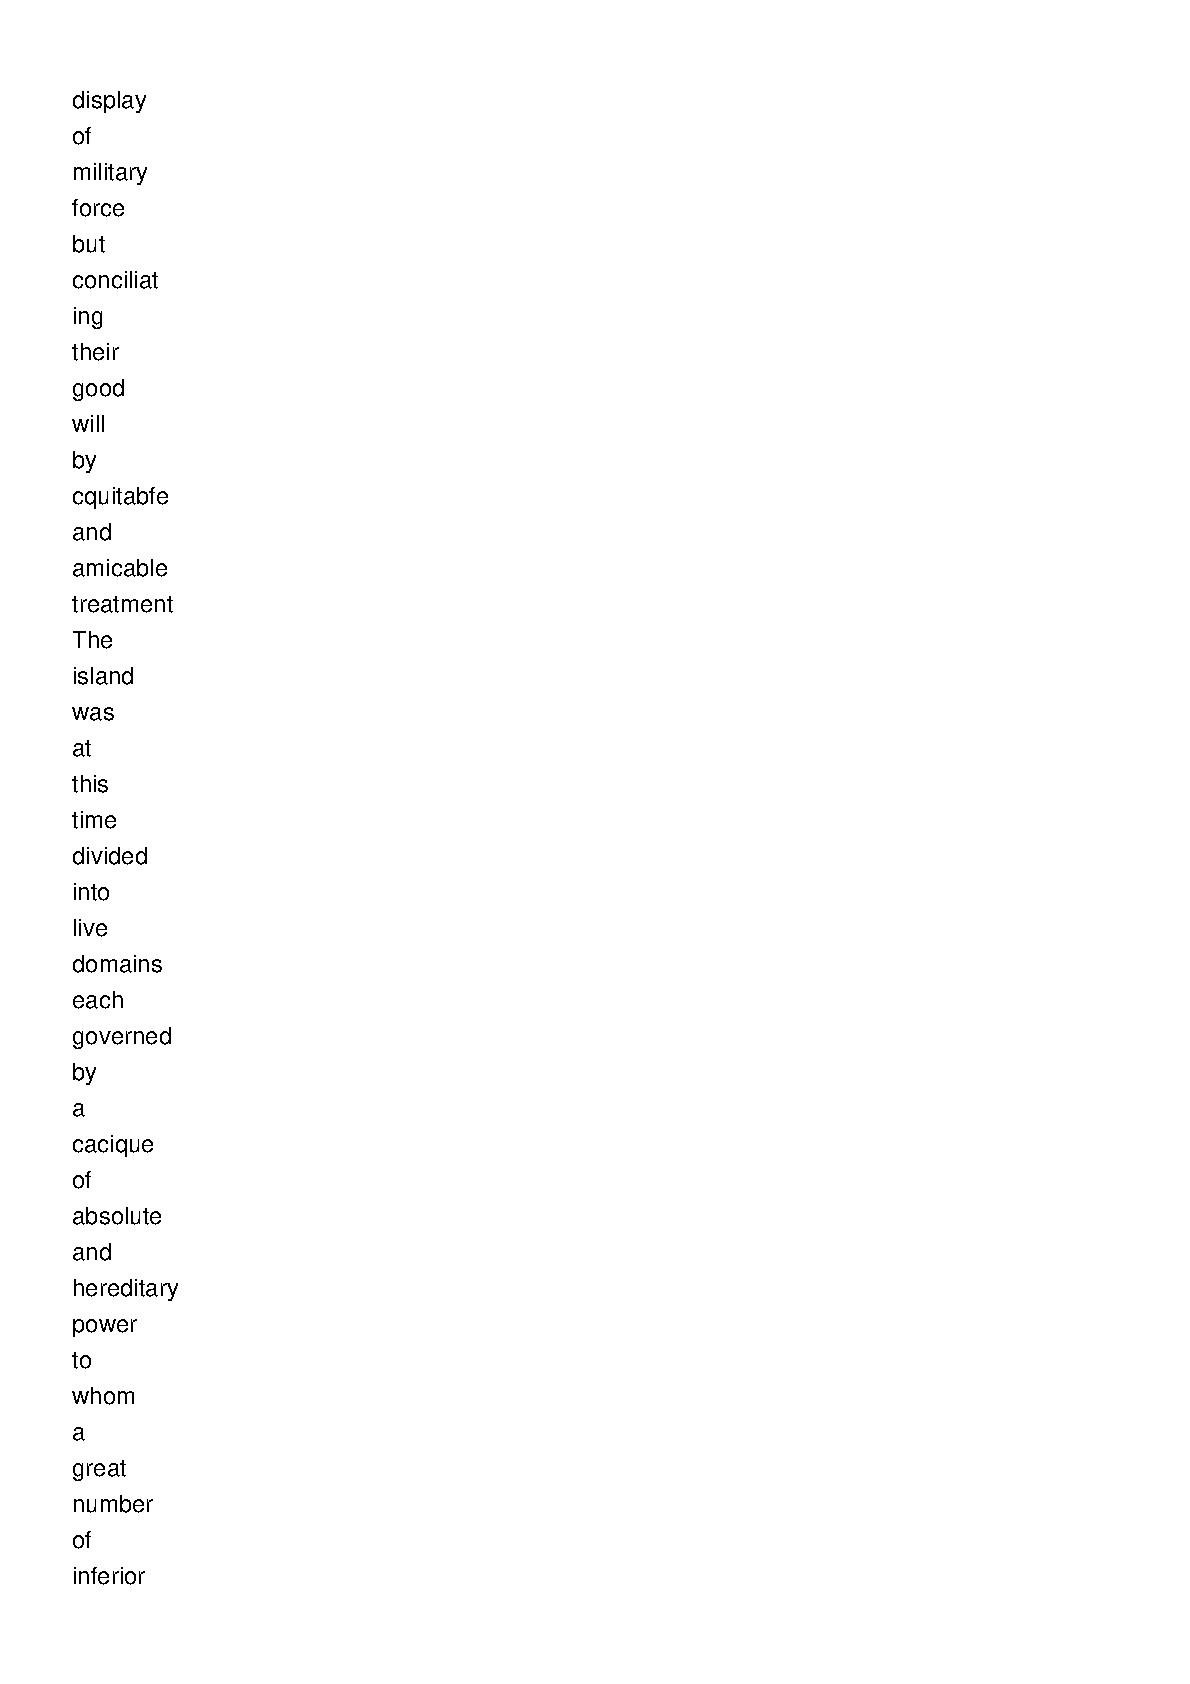 display
of
military
force
but
conciliat
ing
their
good
will
by
cquitabfe
and
amicable
treatment
The
island
was
at
this
time
divided
into
live
domains
each
governed
by
a
cacique
of
absolute
and
hereditary
power
to
whom
a
great
number
of
inferior